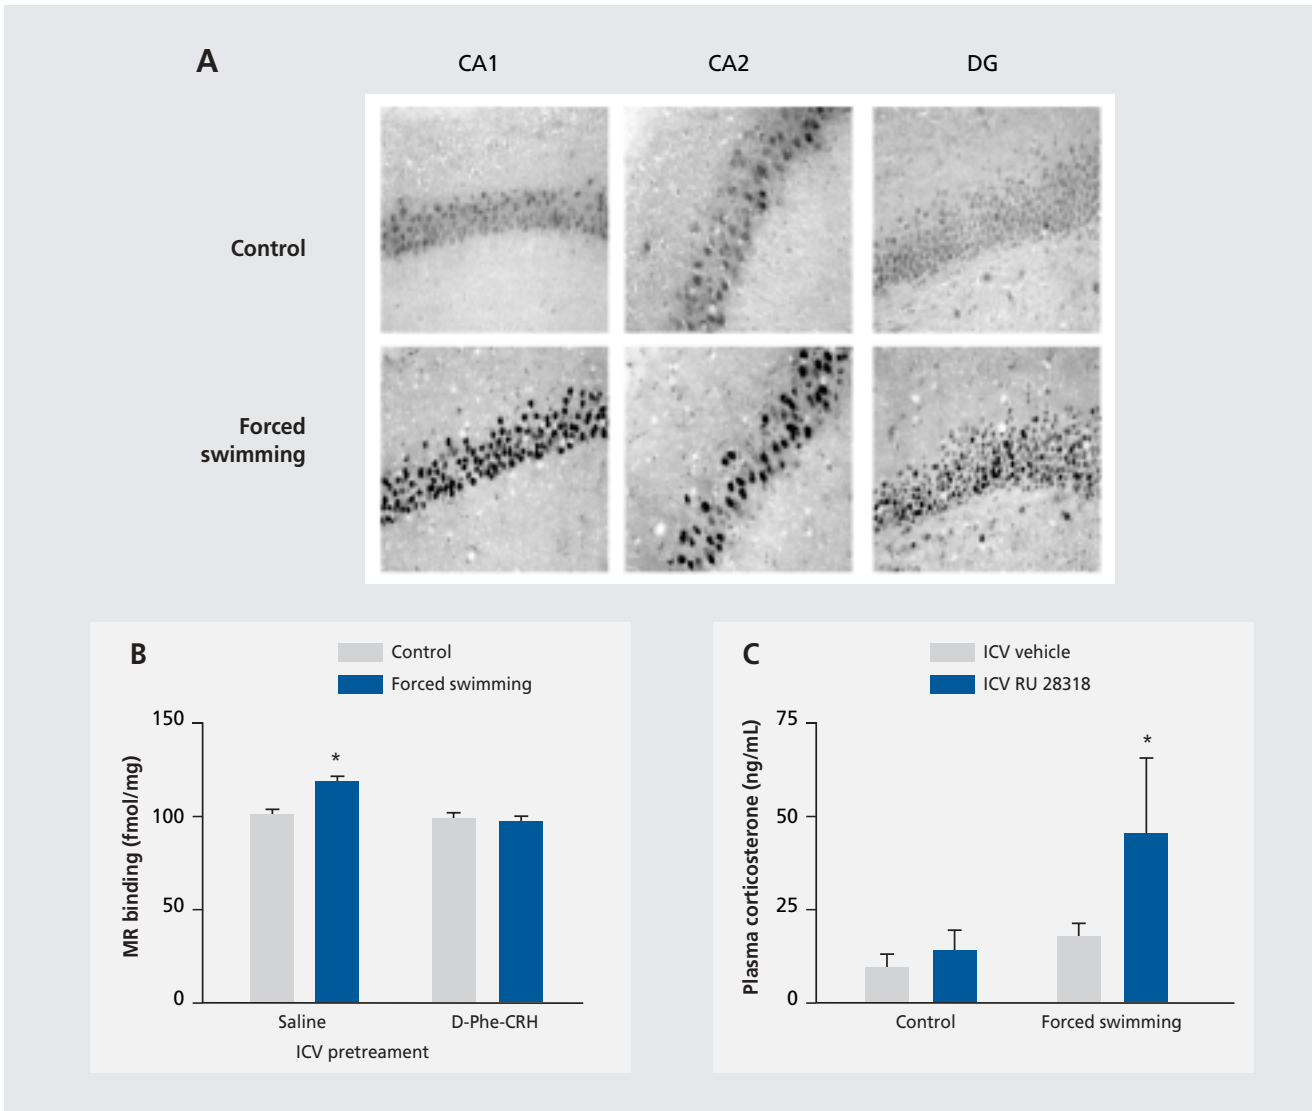 A
CA1 CA2 DG
Control
Forced
swimming
B
Control
Forced swimming
150
100
50
0
MR binding (fmol/mg)
Saline D-Phe-CRH
ICV pretreament
C
ICV vehicle
ICV RU 28318
75
50
25
0
Plasma corticosterone (ng/mL)
Control Forced swimming
*
*